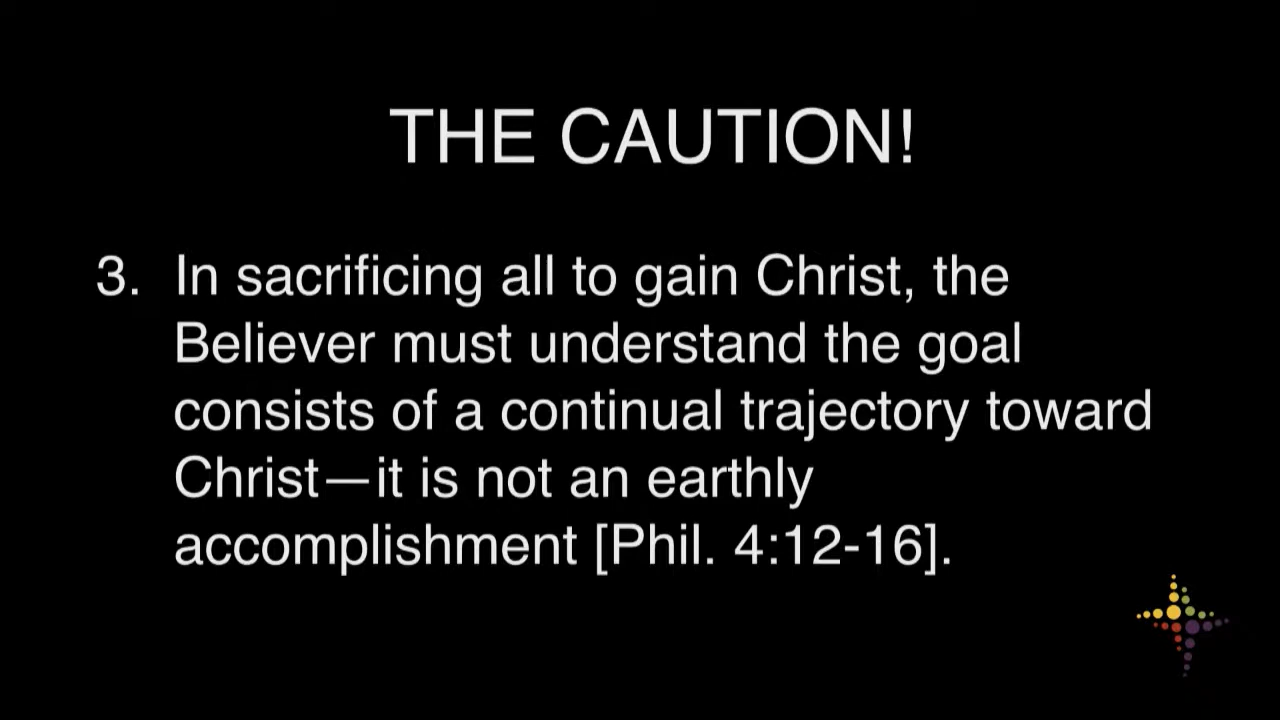 THE CAUTION!
3. In sacrificing all to gain Christ, the
Believer must understand the goal
consists of a continual trajectory toward
Christ—it is not an earthly
accomplishment [Phil. 4:12-16].